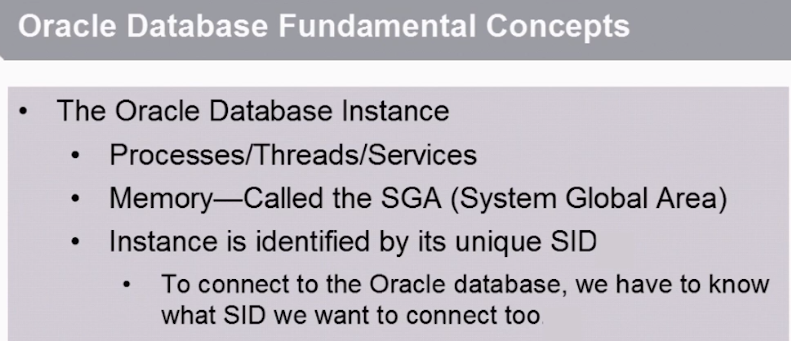 Oracle Database Fundamental Concepts
• The Oracle Database Instance
• Processes/Threads/Services
• Memory—Called the SGA (System Global Area)
• Instance is identified by its unique SID
• To connect to the Oracle database, we have to know
what SID we want to connect too